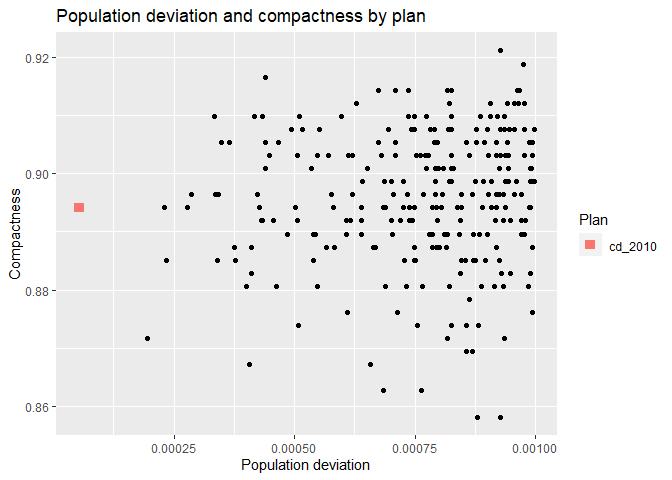 Population deviation and compactness by plan
0.92
0.90
0.88
0.86
Compactness
0.00025
0.00050
0.00075
0.00100
Population deviation
Plan
cd_2010